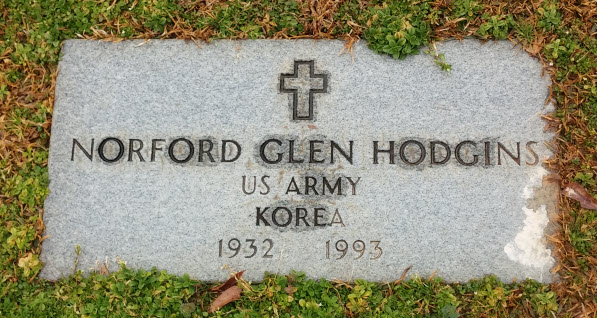 NORFORD GLEN HODGINS
US ARMY
KOREA
1932 1993